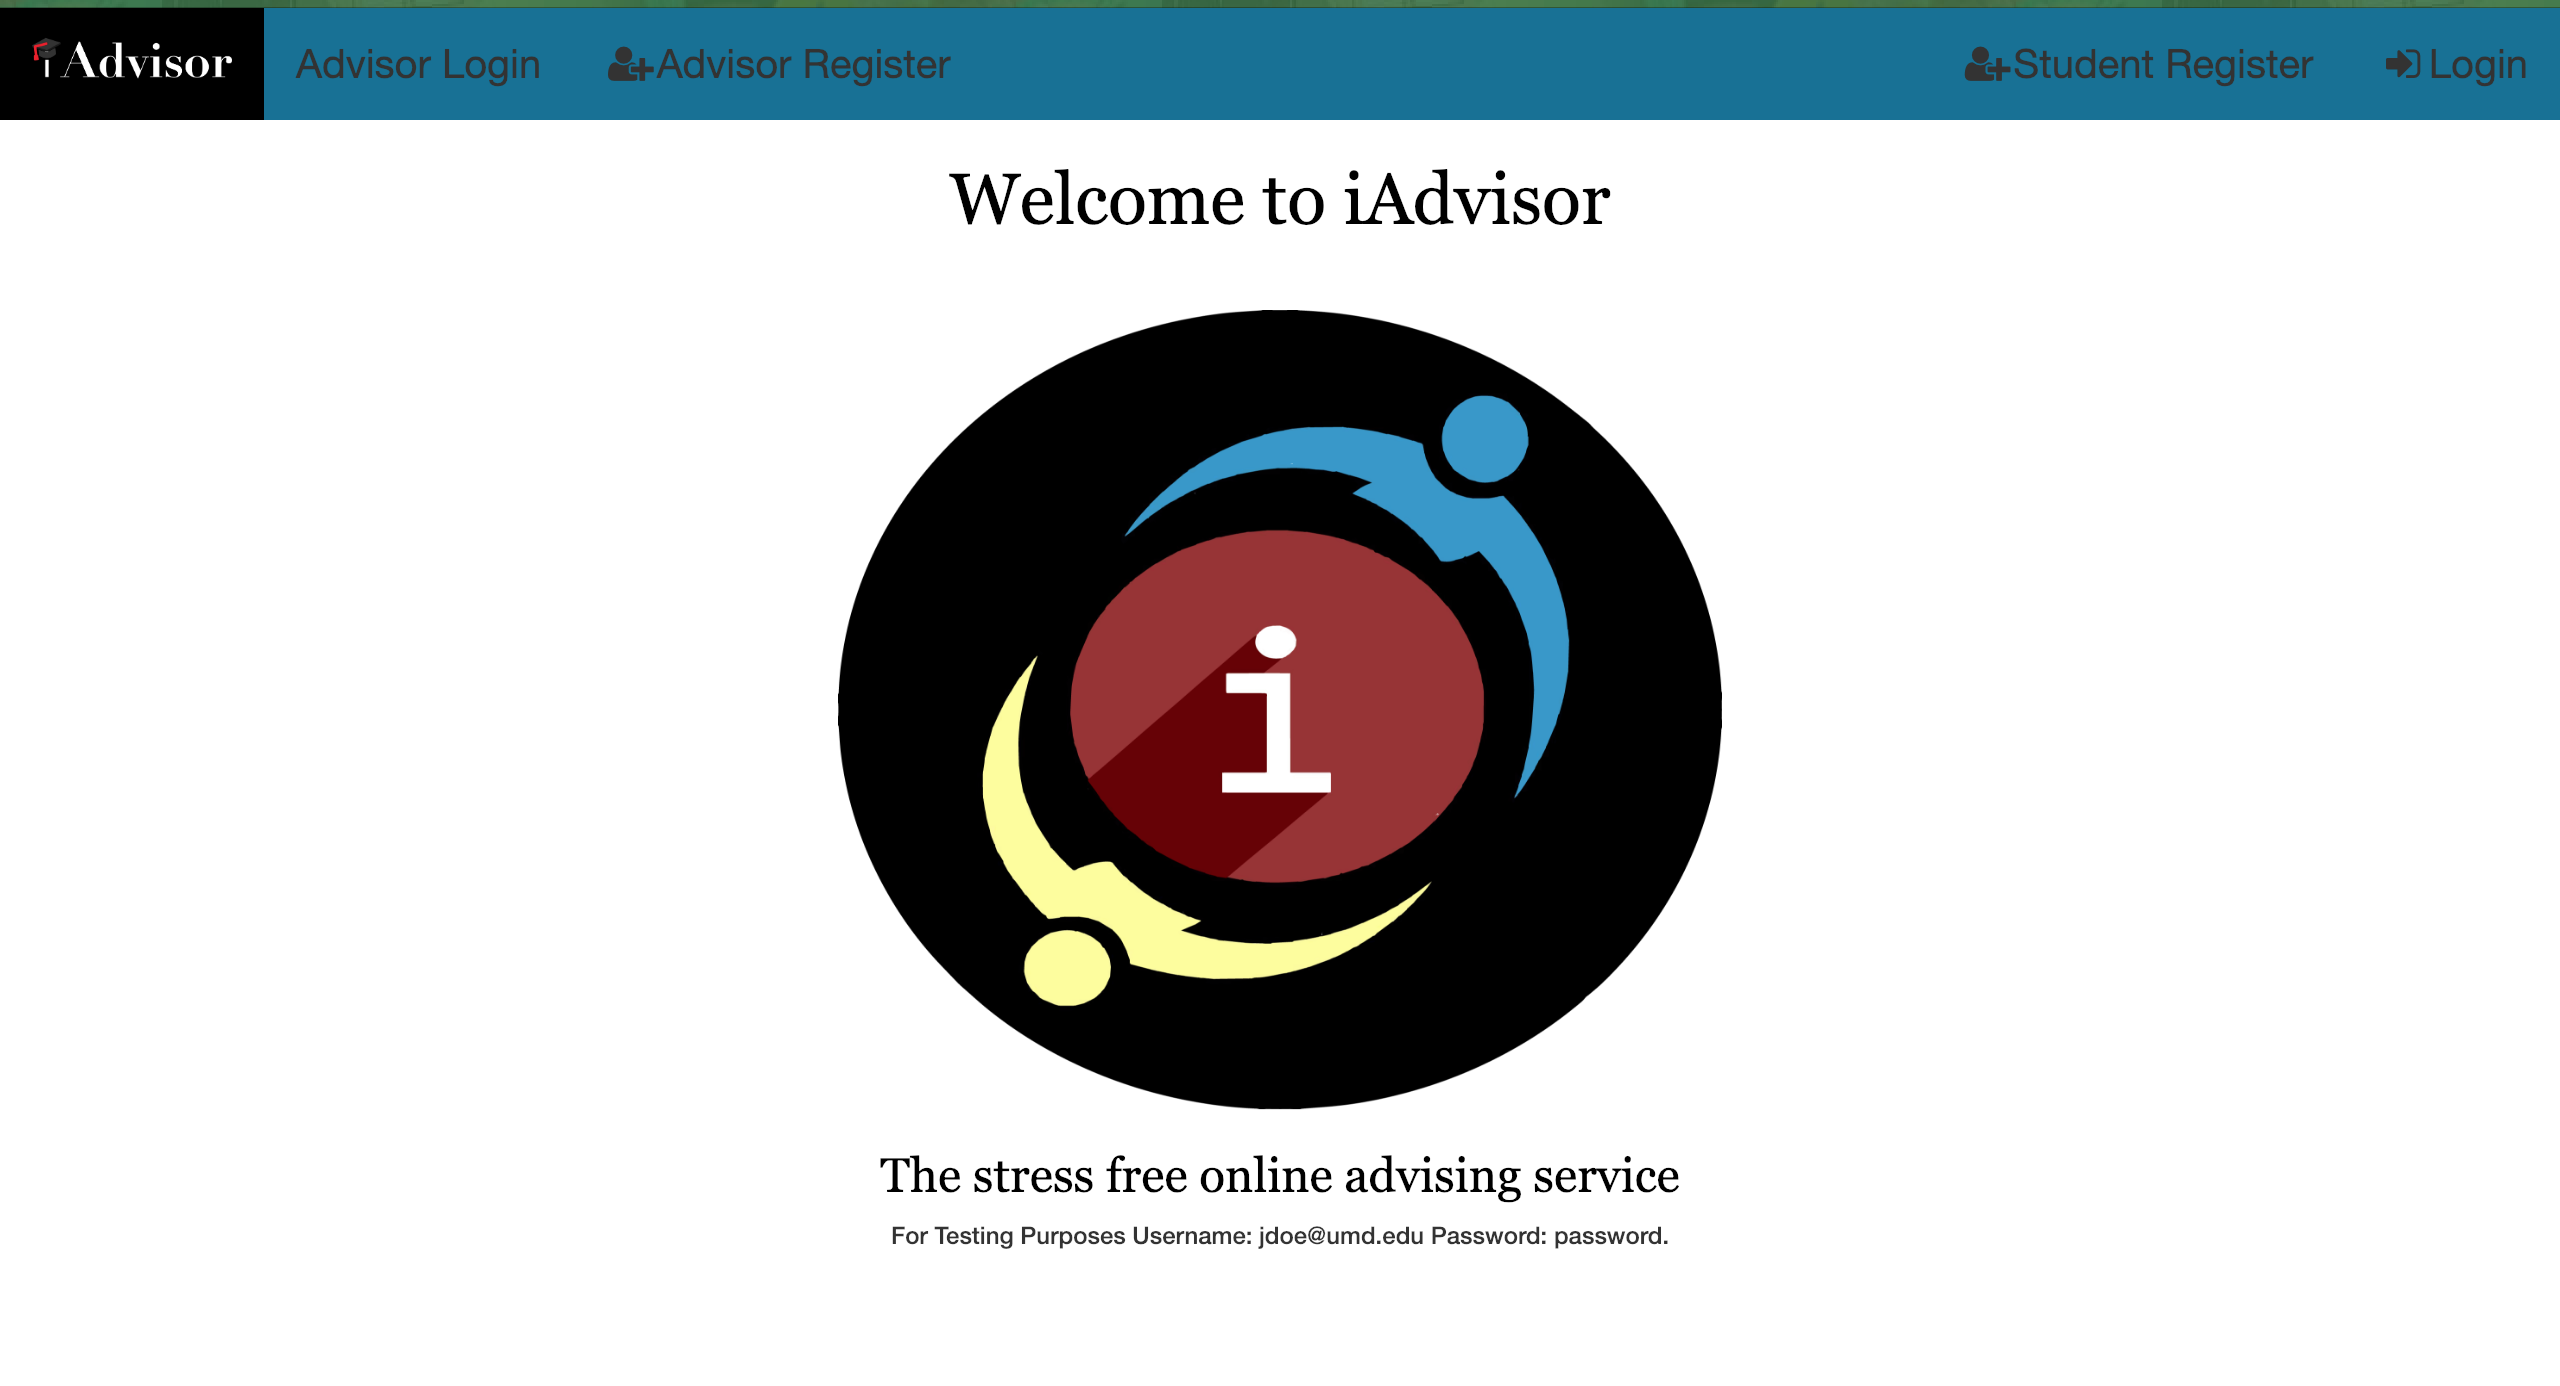 iAdvisor Advisor Login Advisor Register Student Register Login
Welcome to iAdvisor
i
The stress free online advising service
For Testing Purposes Username: jdoe@umd.edu Password: password.